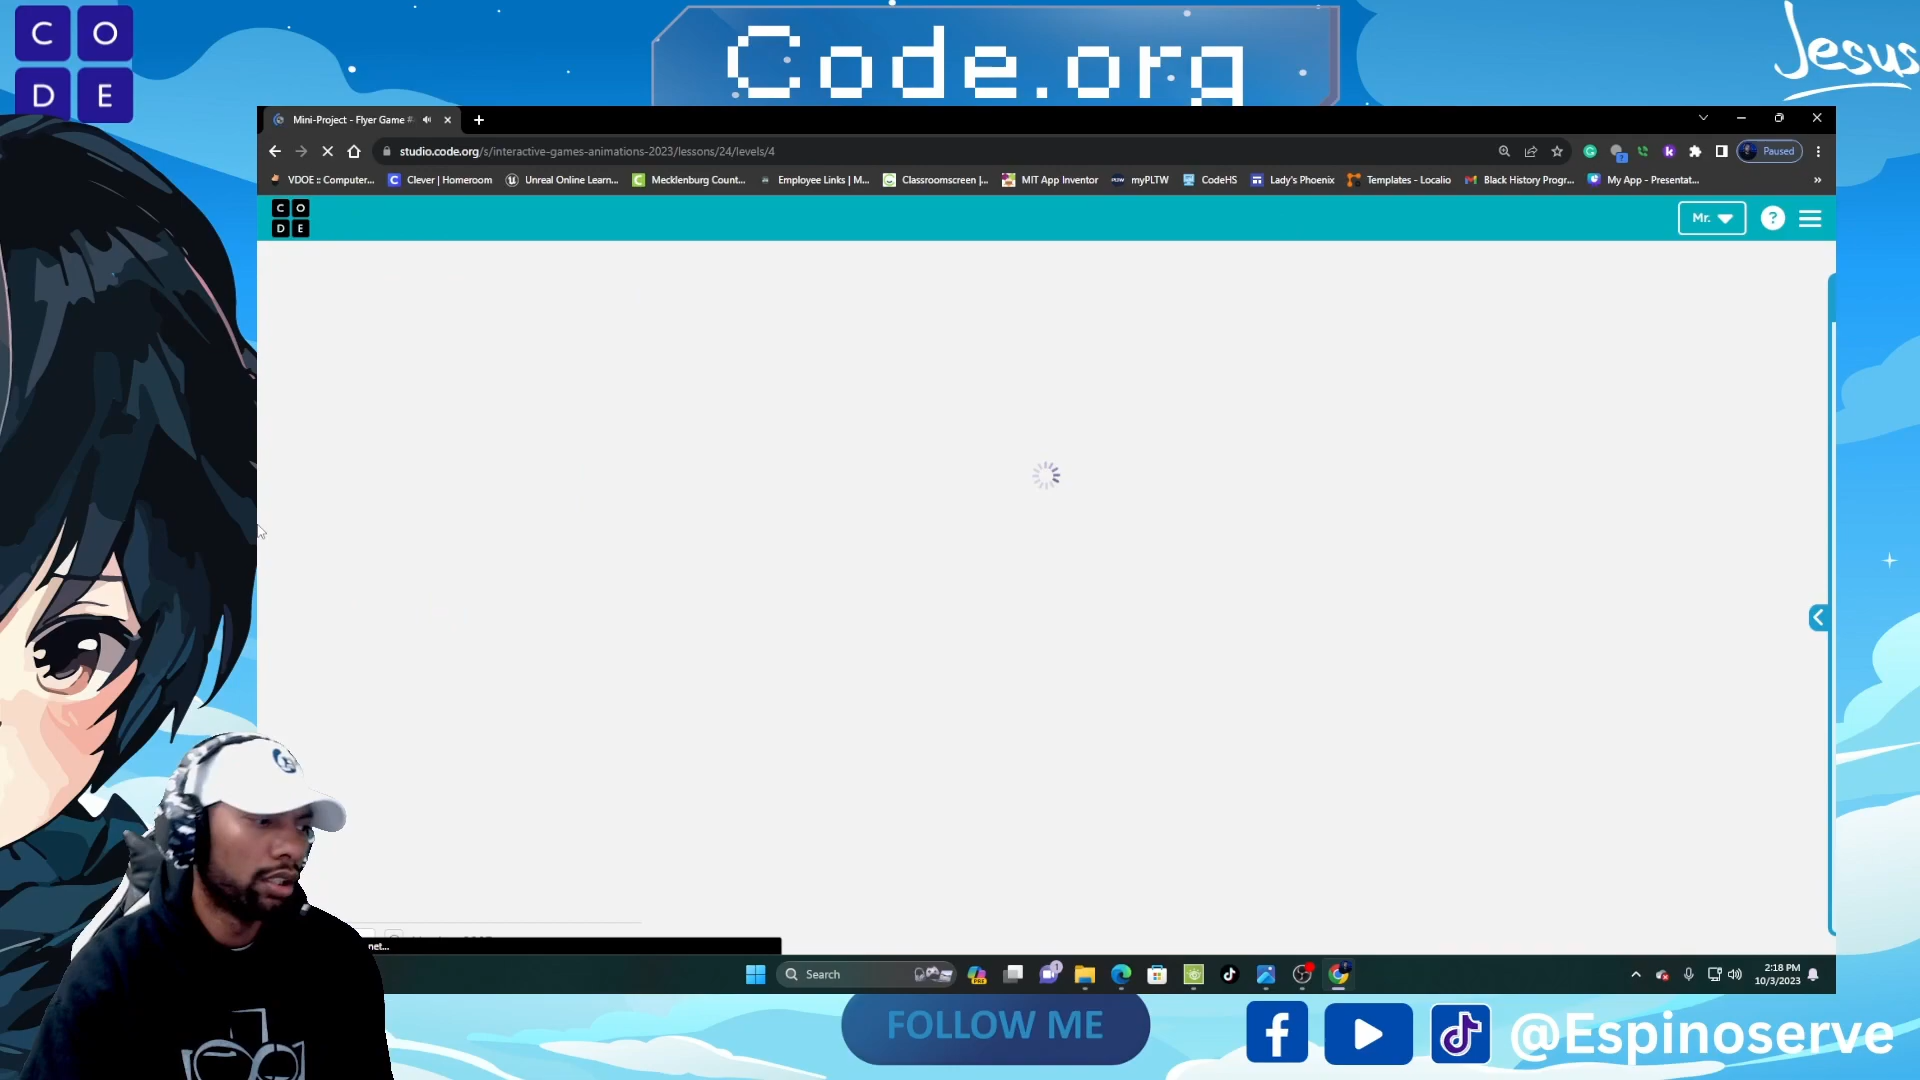 C O
D E
Code.org
Jesus
Mini-Project - Flyer Game #
studio.code.org/s/interactive-games-animations-2023/lessons/24/levels/4
Paused
VDOE :: Computer... Clever | Homeroom Unreal Online Learn... Mecklenburg Count... Employee Links | M... Classroomscreen |... MIT App Inventor myPLTW CodeHS Lady's Phoenix Templates - Localio Black History Progr... My App - Presentat... »
C O
D E
Mr.
?
net...
Search
PRE
1
2:18 PM
10/3/2023
FOLLOW ME
@Espinoserve